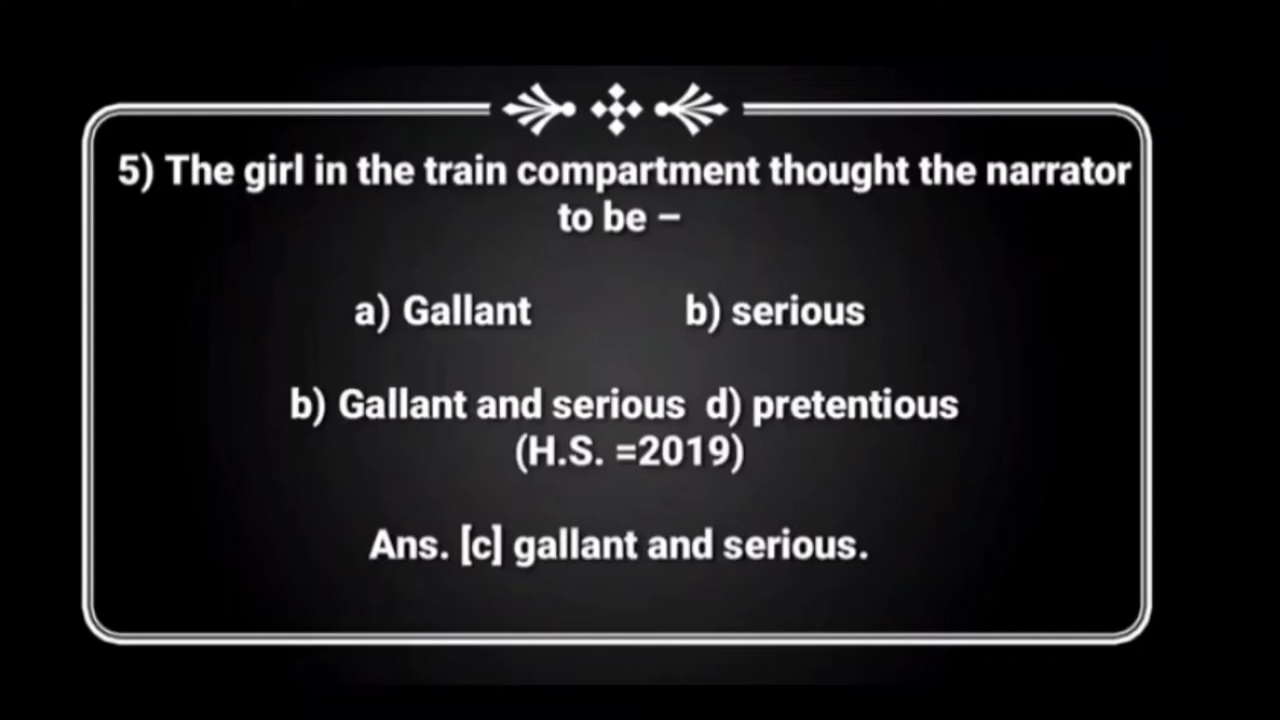 5) The girl in the train compartment thought the narrator
to be –
a) Gallant b) serious
b) Gallant and serious d) pretentious
(H.S. =2019)
Ans. [c] gallant and serious.